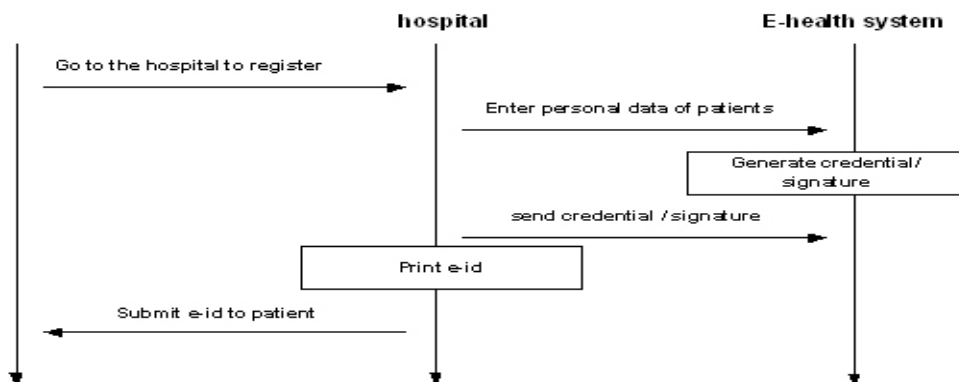 hospital
E-health system
Go to the hospital to register
Enter personal data of patients
Generate credential/
signature
send credential / signature
Print e-id
Submit e-id to patient